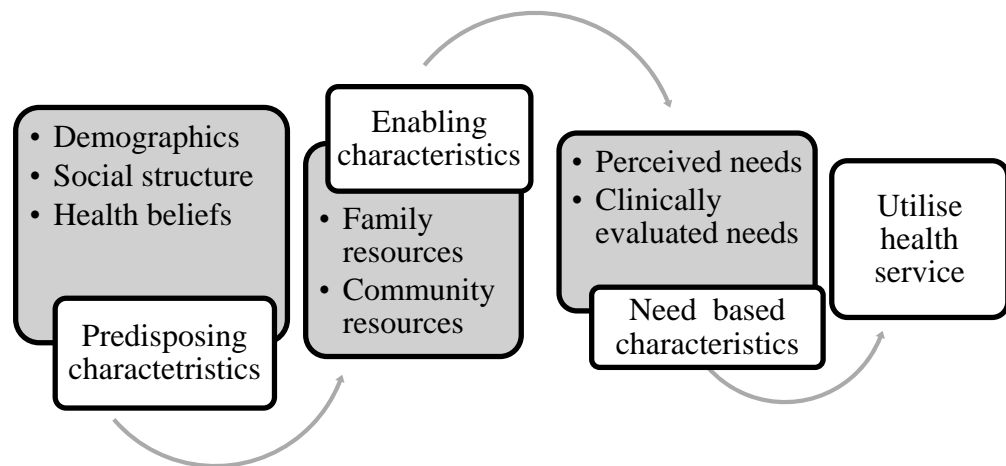 • Demographics
• Social structure
• Health beliefs
Predisposing
charactetristics
Enabling
characteristics
• Family
resources
• Community
resources
• Perceived needs
• Clinically
evaluated needs
Need based
characteristics
Utilise
health
service